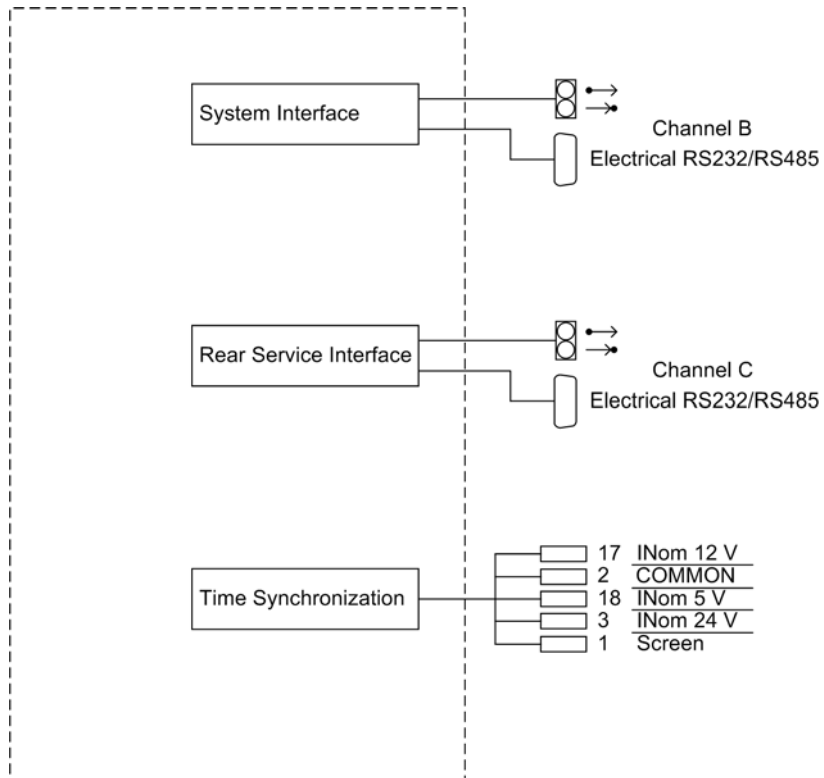 System Interface
Channel B
Electrical RS232/RS485
Rear Service Interface
Channel C
Electrical RS232/RS485
Time Synchronization
17 INom 12 V
2 COMMON
18 INom 5 V
3 INom 24 V
1 Screen